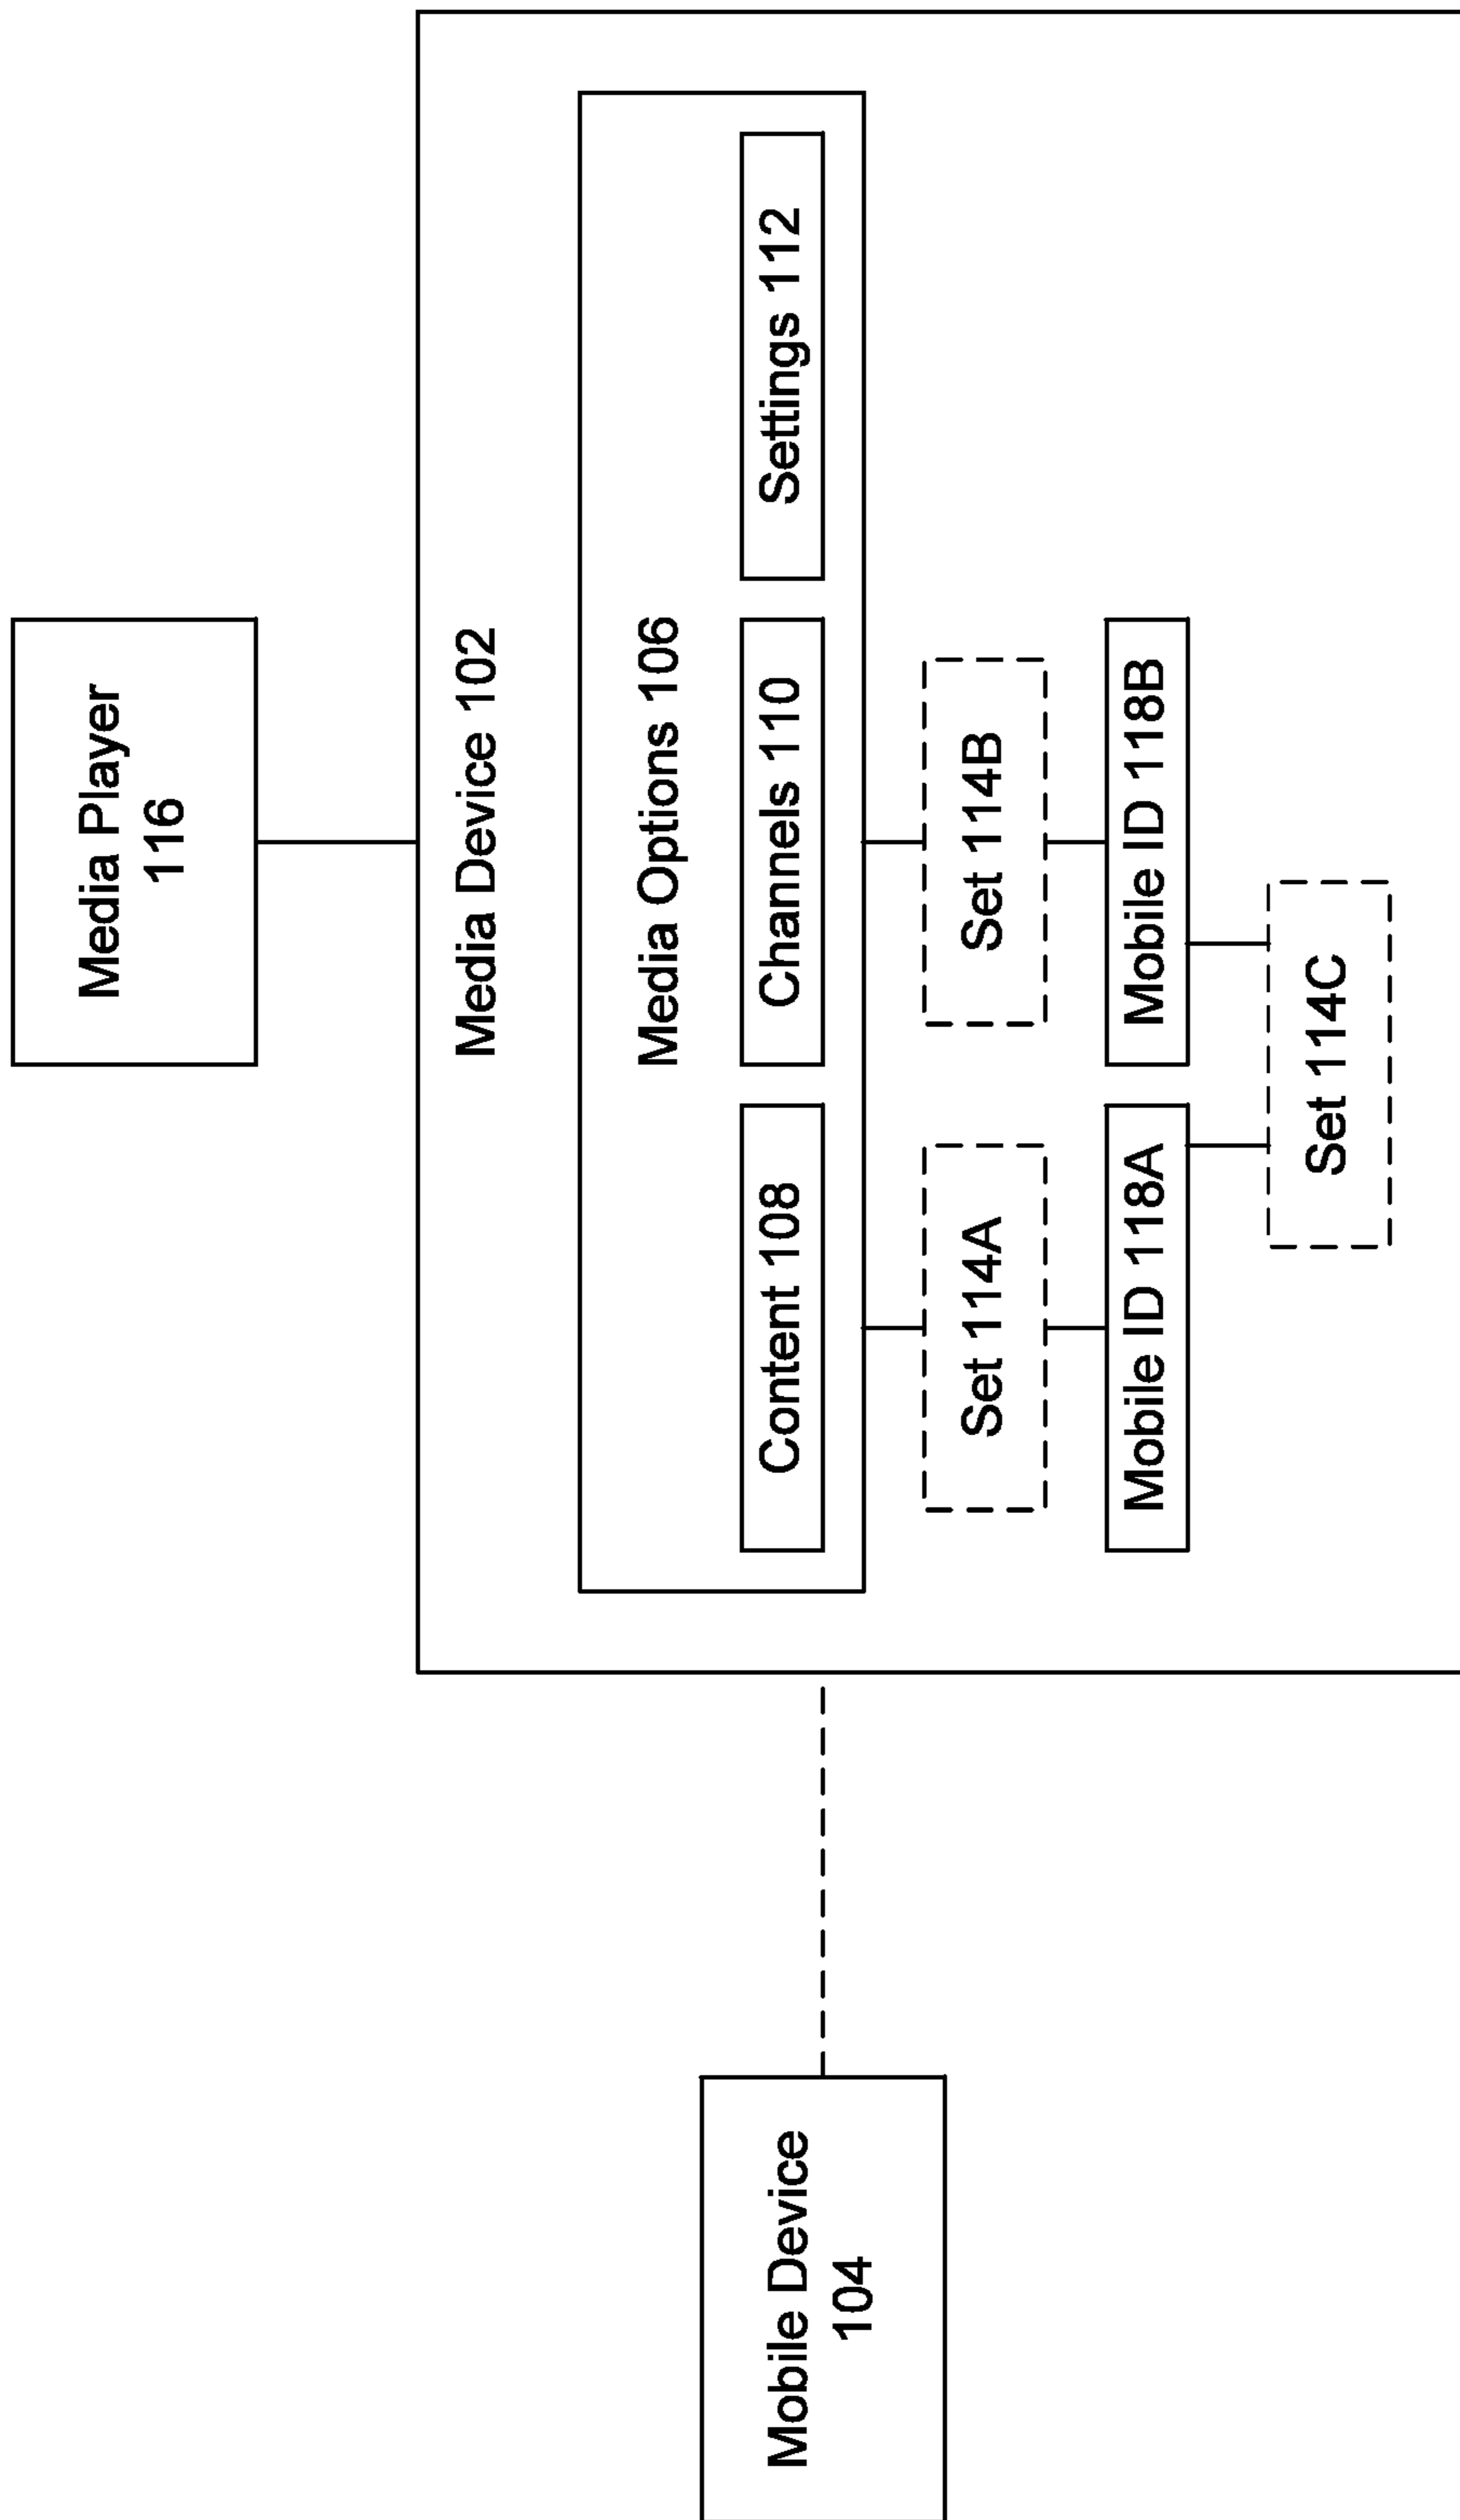 Media Player
116
Media Device 102
Media Options 106
Content 108
Channels 110
Settings 112
Set 114A
Set 114B
Mobile ID 118A
Mobile ID 118B
Set 114C
Mobile Device
104